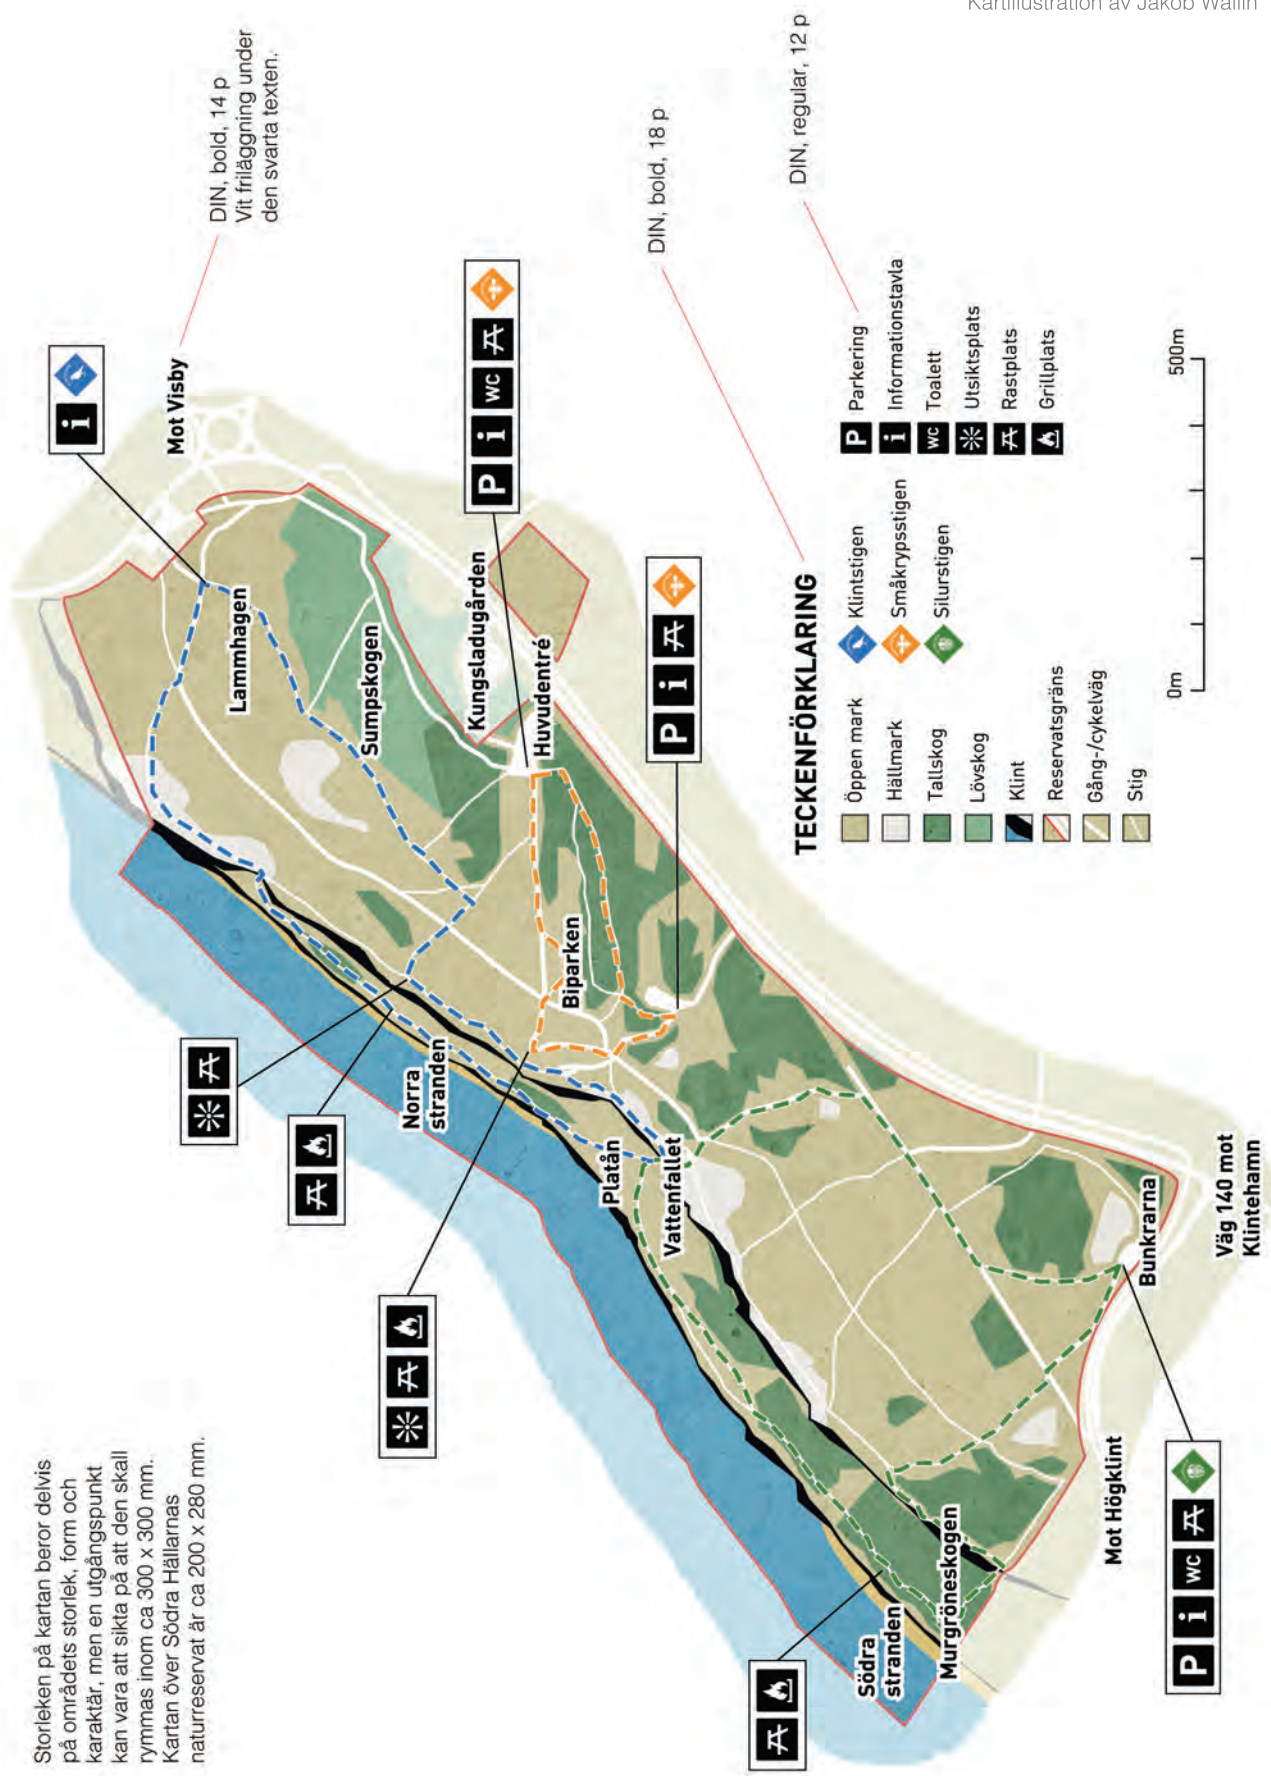 Kartillustration av Jakob Wallin
Storleken på kartan beror delvis
på områdets storlek, form och
karaktär, men en utgångspunkt
kan vara att sikta på att den skall
rymmas inom ca 300 x 300 mm.
Kartan över Södra Hällarnas
naturreservat är ca 200 x 280 mm.
DIN, bold, 14 p
Vit friläggning under
den svarta texten.
i
Mot Visby
P i WC
Lammhagen
Sumpskogen
Kungsladugården
Huvudentré
P i
Biparken
Norra
stranden
Platån
Vattenfallet
Bunkrarna
Väg 140 mot
Klintehamn
Mot Högklint
Murgröneskogen
Södra
stranden
P i WC
DIN, bold, 18 p
DIN, regular, 12 p
TECKENFÖRKLARING
Öppen mark
Hällmark
Tallskog
Lövskog
Klint
Reservatsgräns
Gång-/cykelväg
Stig
Klintstigen
Småkrypsstigen
Silurstigen
P Parkering
i Informationstavla
WC Toalett
Utsiktsplats
Rastplats
Grillplats
0m 500m